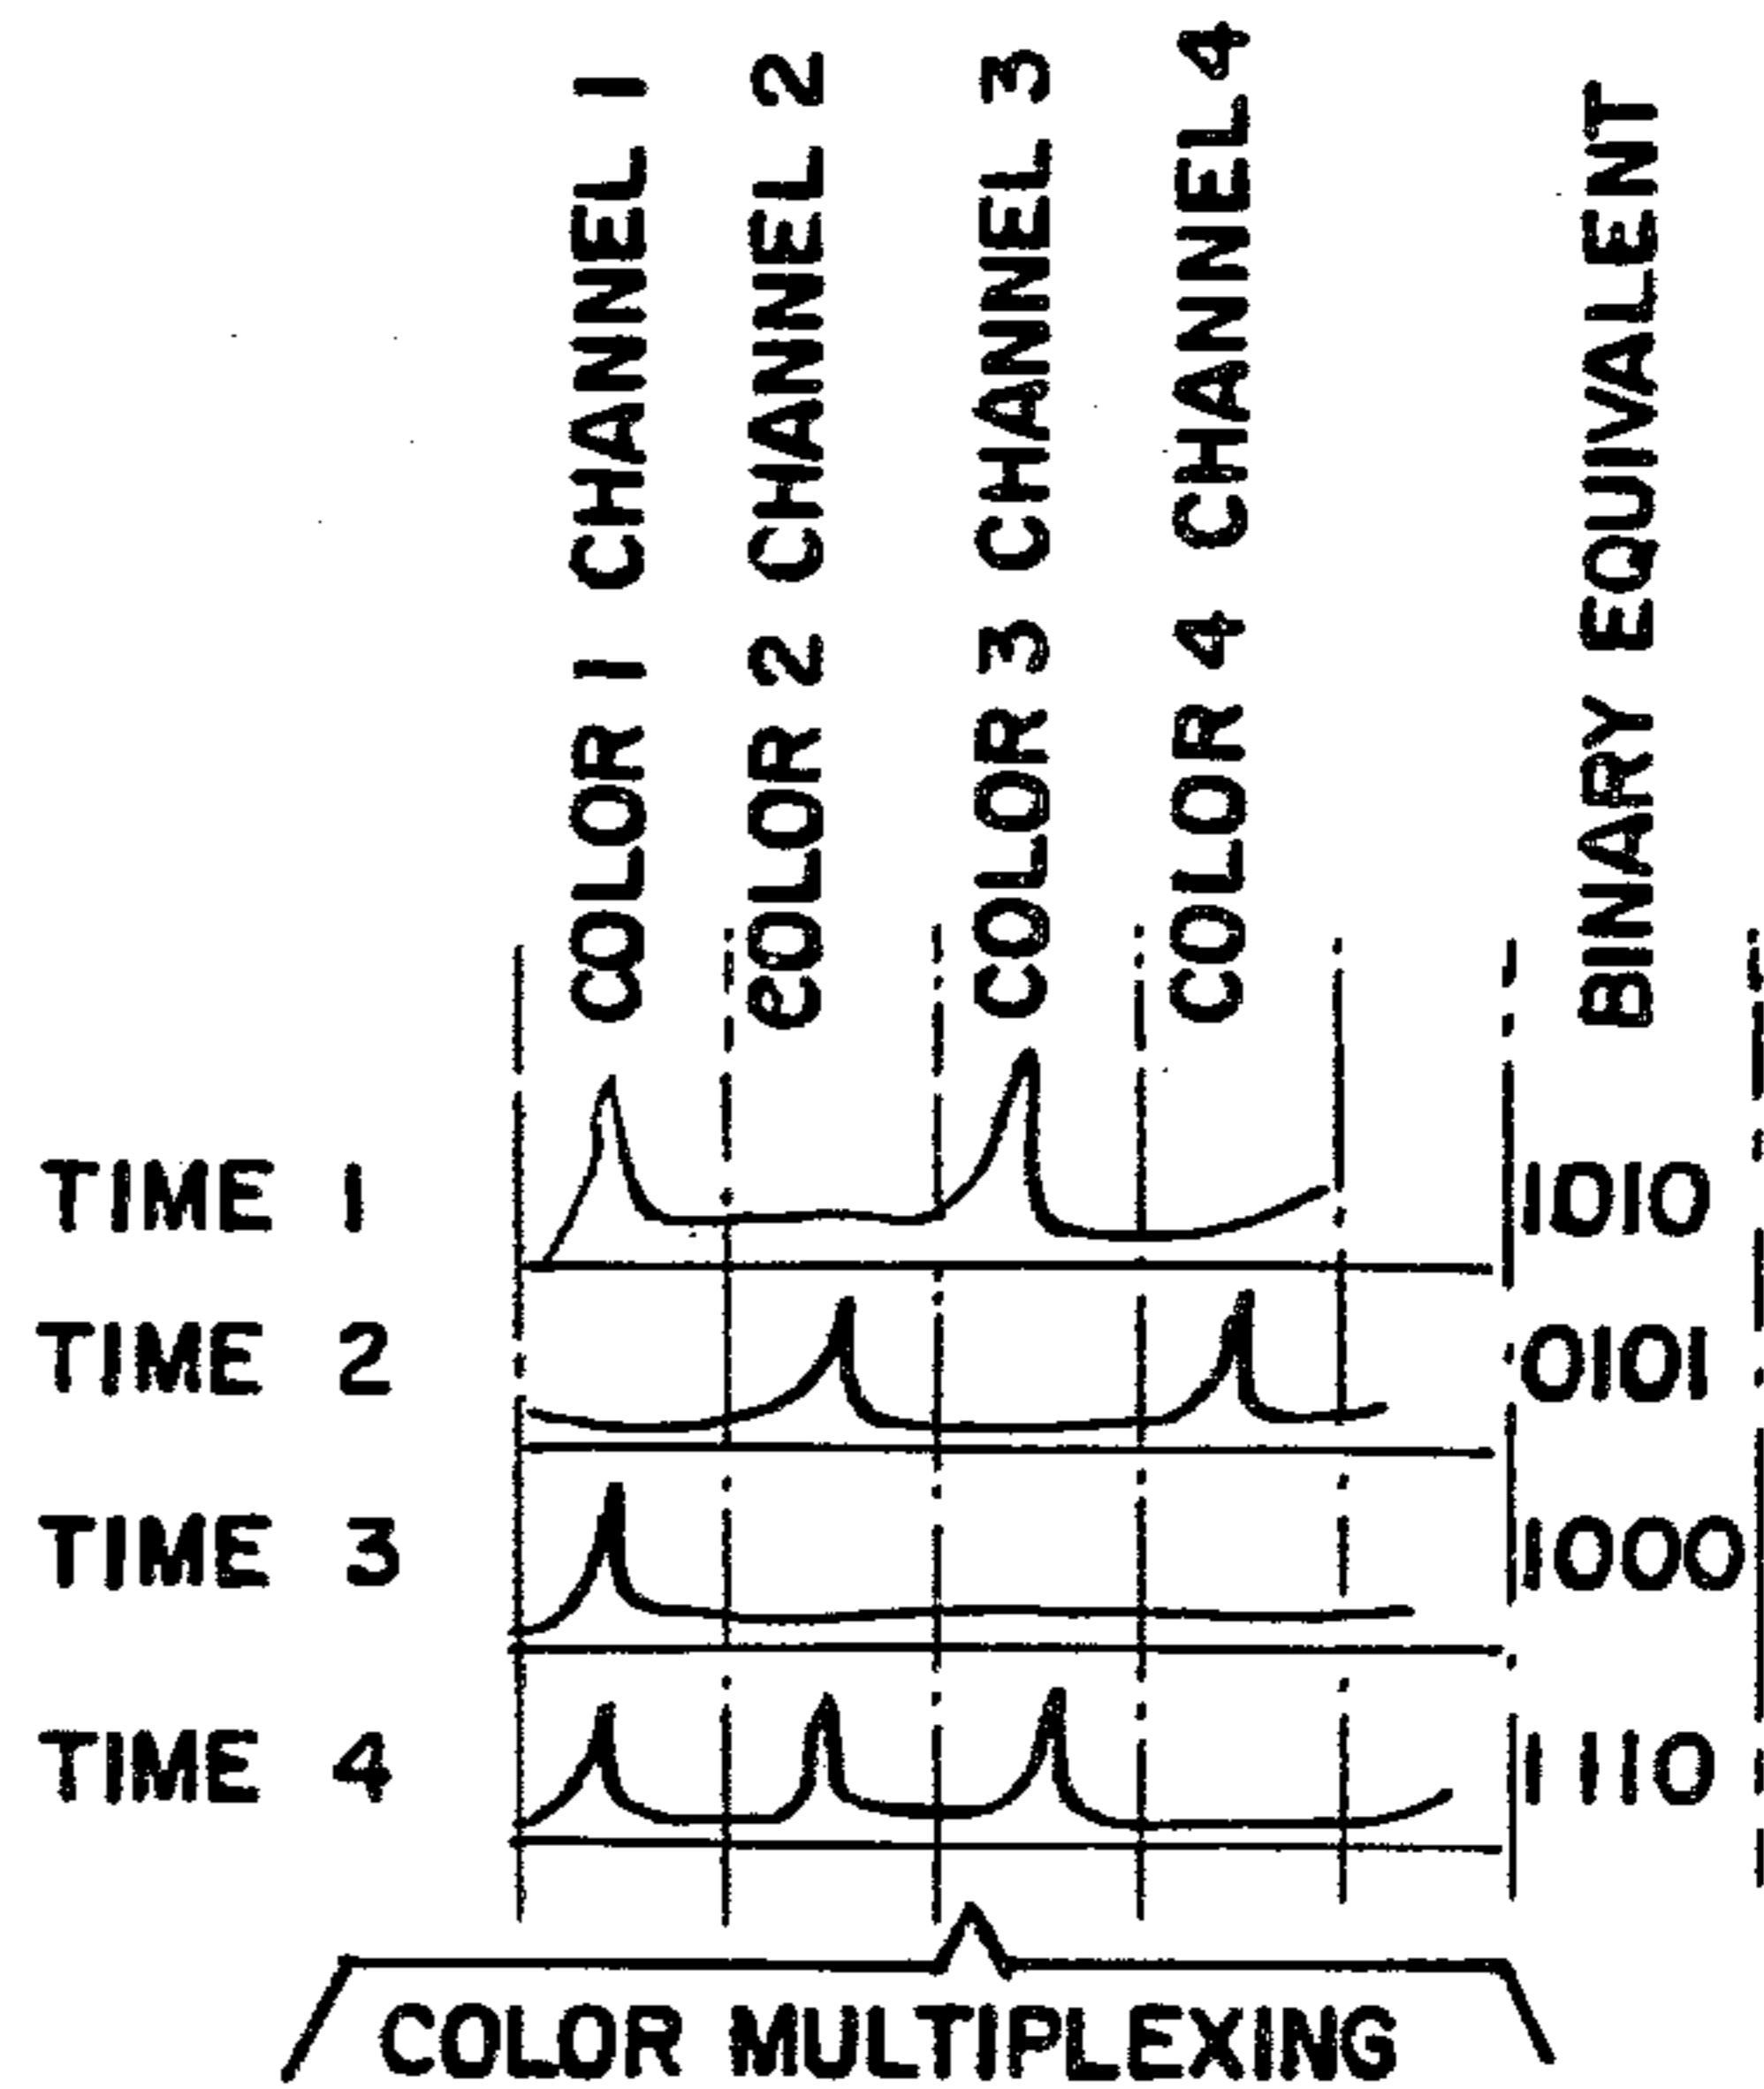 COLOR 1 CHANNEL 1
COLOR 2 CHANNEL 2
COLOR 3 CHANNEL 3
COLOR 4 CHANNEL 4
BINARY EQUIVALENT
TIME 1 1010
TIME 2 0101
TIME 3 1000
TIME 4 1110
COLOR MULTIPLEXING